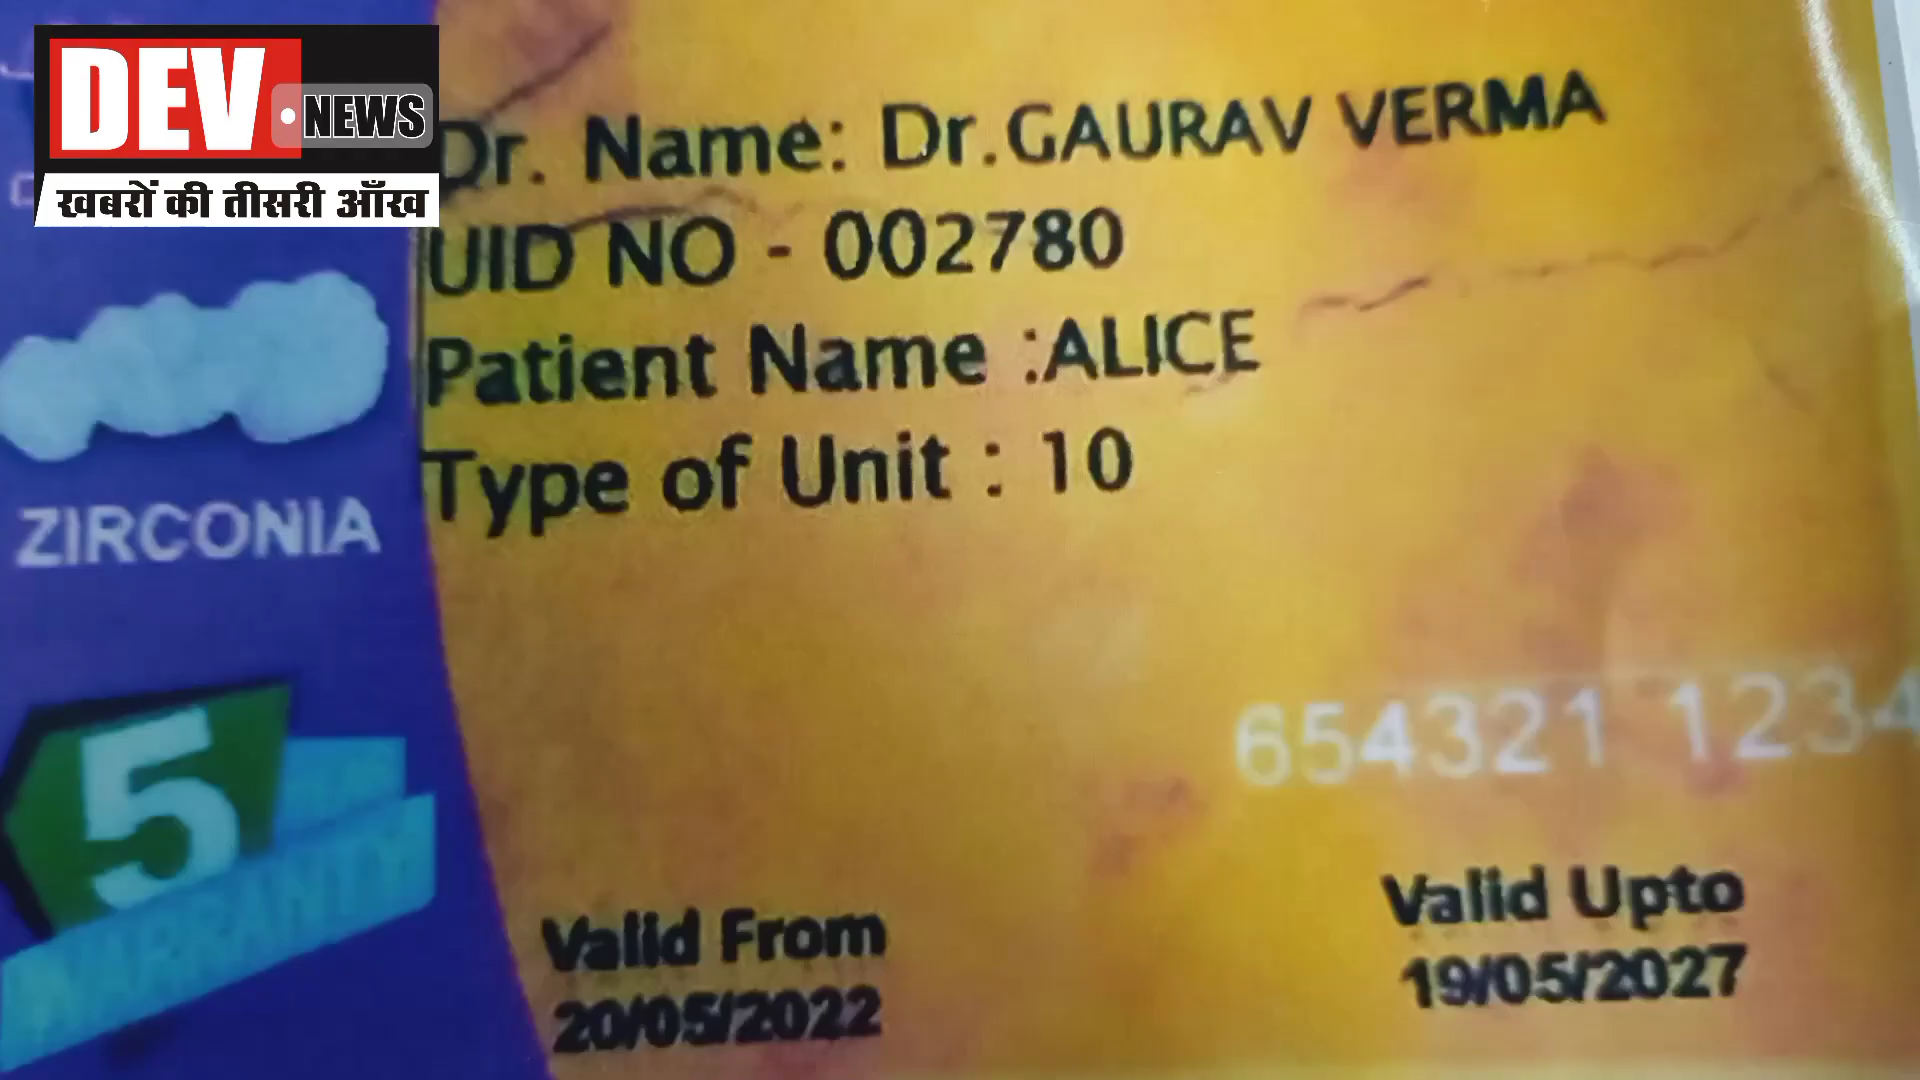 DEV NEWS
खबरों की तीसरी आँख
Dr. Name: Dr.GAURAV VERMA
UID NO - 002780
Patient Name :ALICE
Type of Unit : 10
ZIRCONIA
654321 1234
5
WARRANTY
Valid From
20/05/2022
Valid Upto
19/05/2027